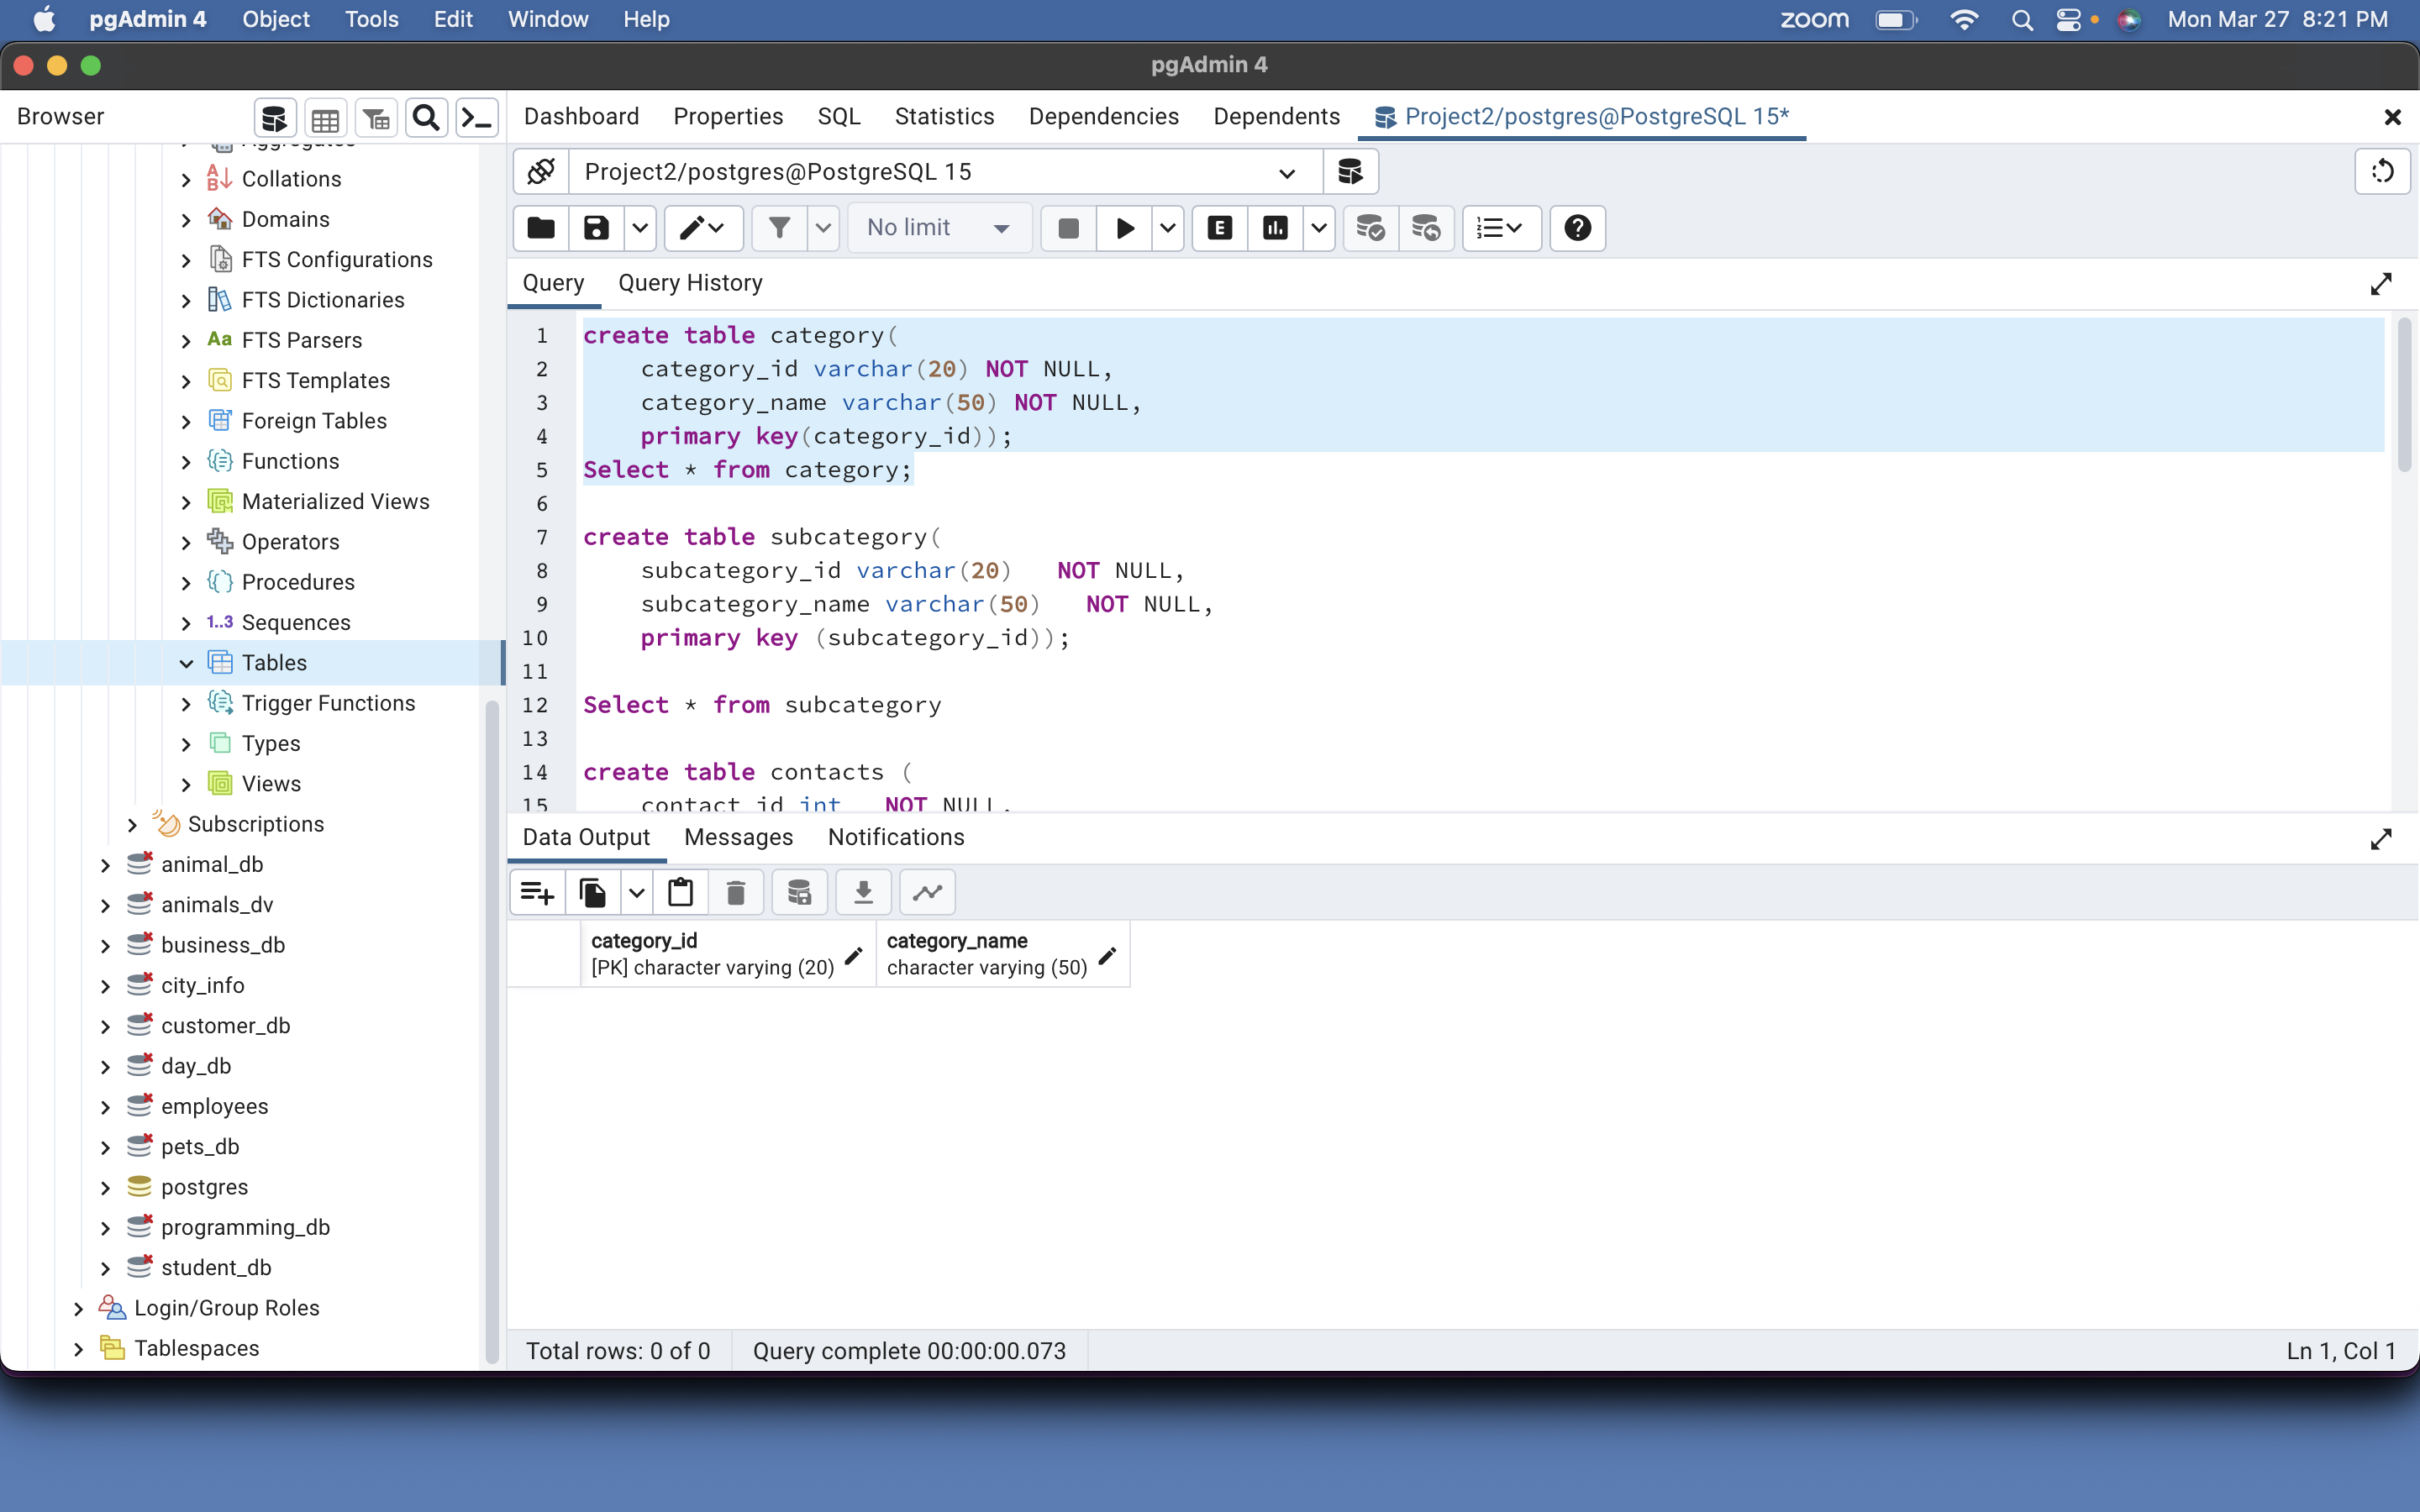 pgAdmin 4 Object Tools Edit Window Help zoom Mon Mar 27 8:21 PM
pgAdmin 4
Browser
Dashboard Properties SQL Statistics Dependencies Dependents Project2/postgres@PostgreSQL 15*
Aggregates
Collations
Domains
FTS Configurations
FTS Dictionaries
Aa FTS Parsers
FTS Templates
Foreign Tables
Functions
Materialized Views
Operators
Procedures
1..3 Sequences
Tables
Trigger Functions
Types
Views
Subscriptions
animal_db
animals_dv
business_db
city_info
customer_db
day_db
employees
pets_db
postgres
programming_db
student_db
Login/Group Roles
Tablespaces
Project2/postgres@PostgreSQL 15
No limit E
Query Query History
1 create table category(
2 category_id varchar(20) NOT NULL,
3 category_name varchar(50) NOT NULL,
4 primary key(category_id));
5 Select * from category;
6
7 create table subcategory(
8 subcategory_id varchar(20) NOT NULL,
9 subcategory_name varchar(50) NOT NULL,
10 primary key (subcategory_id));
11
12 Select * from subcategory
13
14 create table contacts (
15 contact_id int NOT NULL,
Data Output Messages Notifications
category_id
[PK] character varying (20)
category_name
character varying (50)
Total rows: 0 of 0 Query complete 00:00:00.073 Ln 1, Col 1